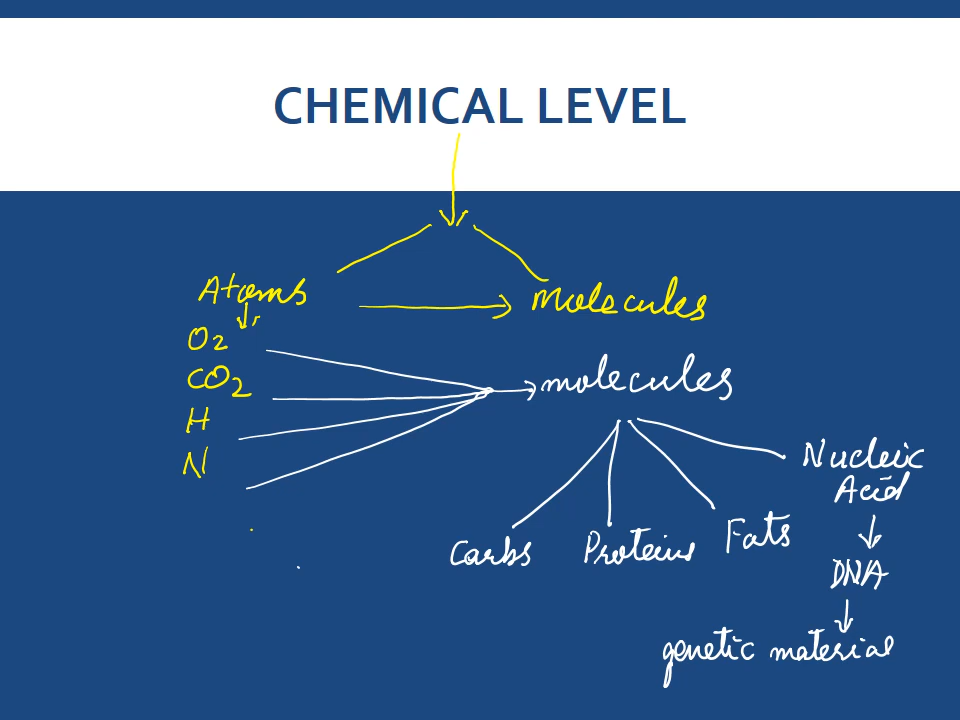 CHEMICAL LEVEL
Atoms
molecules
O2
CO2
H
N
molecules
Carbs
Proteins
Fats
Nucleic
Acid
DNA
genetic material